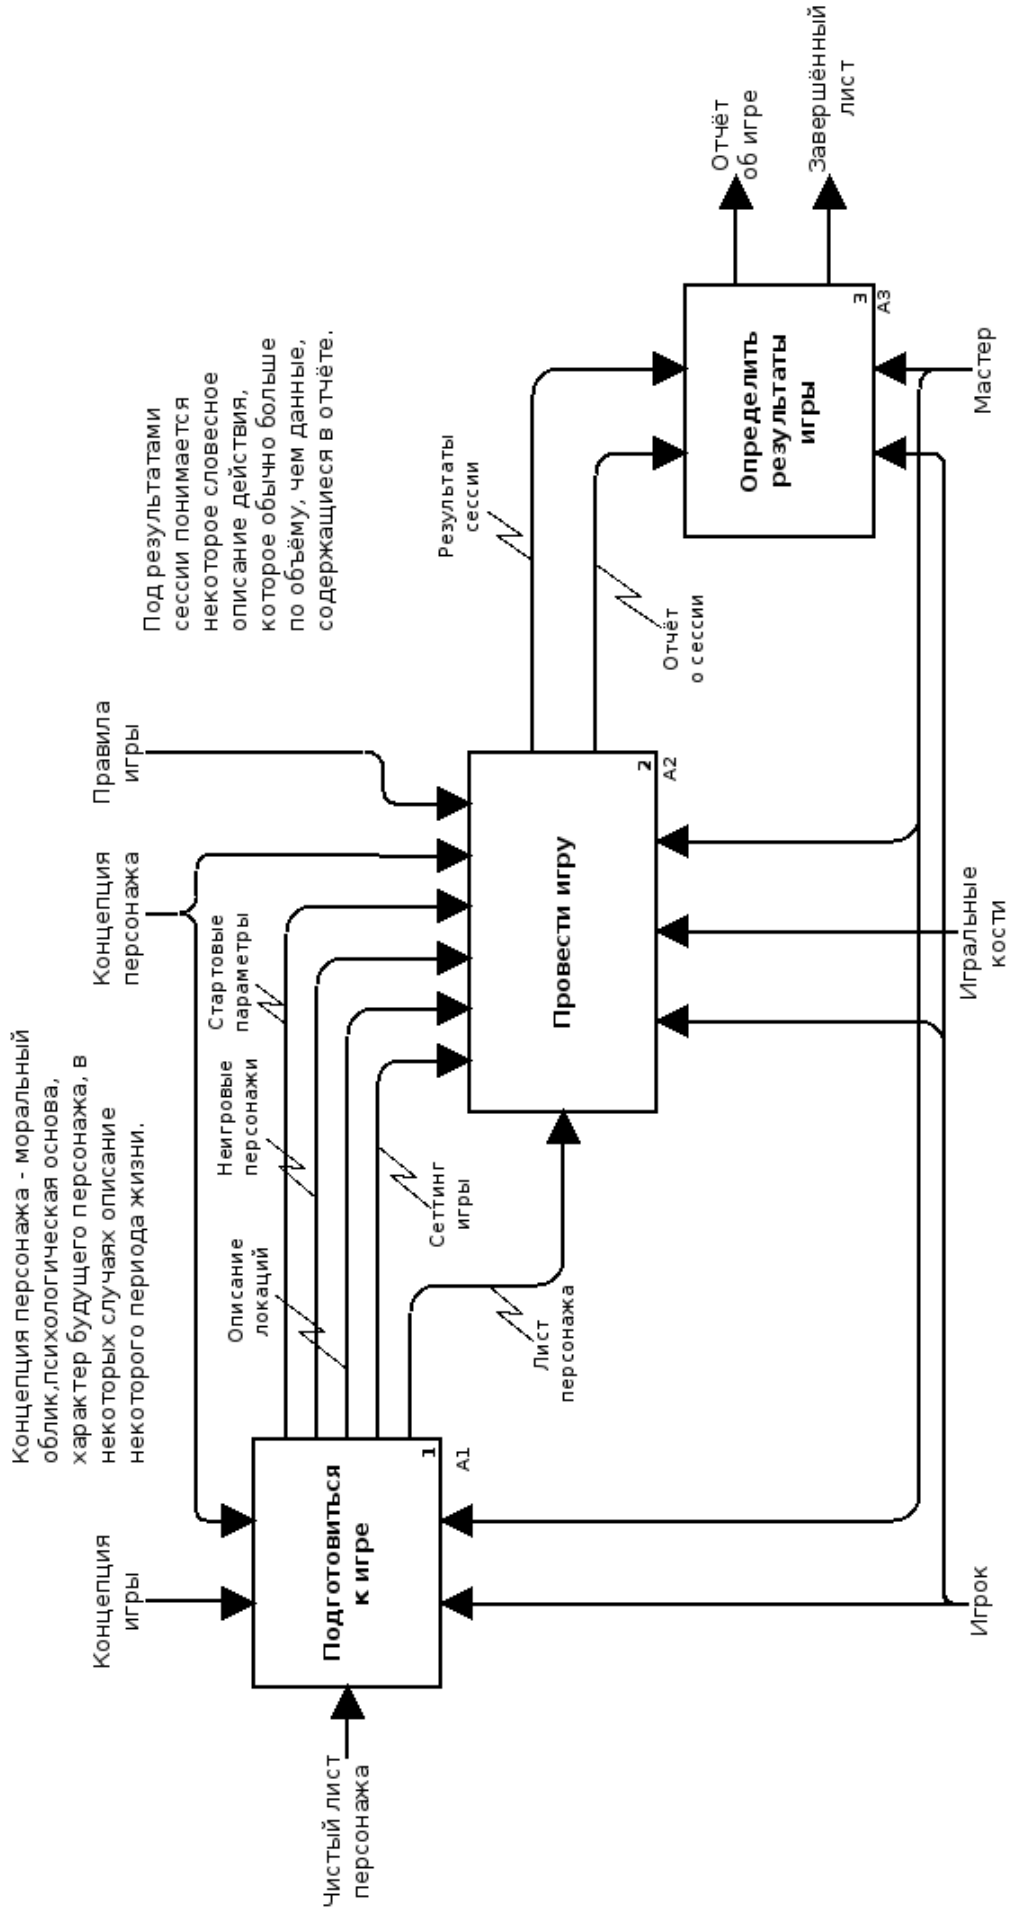 Концепция персонажа - моральный
облик,психологическая основа,
характер будущего персонажа, в
некоторых случаях описание
некоторого периода жизни.
Под результатами
сессии понимается
некоторое словесное
описание действия,
которое обычно больше
по объёму, чем данные,
содержащиеся в отчёте.
Концепция
игры
Концепция
персонажа
Правила
игры
Чистый лист
персонажа
Подготовиться
к игре
1
A1
Стартовые
параметры
Неигровые
персонажи
Описание
локаций
Сеттинг
игры
Лист
персонажа
Провести игру
2
A2
Результаты
сессии
Отчёт
о сессии
Определить
результаты
игры
3
A3
Отчёт
об игре
Завершённый
лист
Игрок
Игральные
кости
Мастер